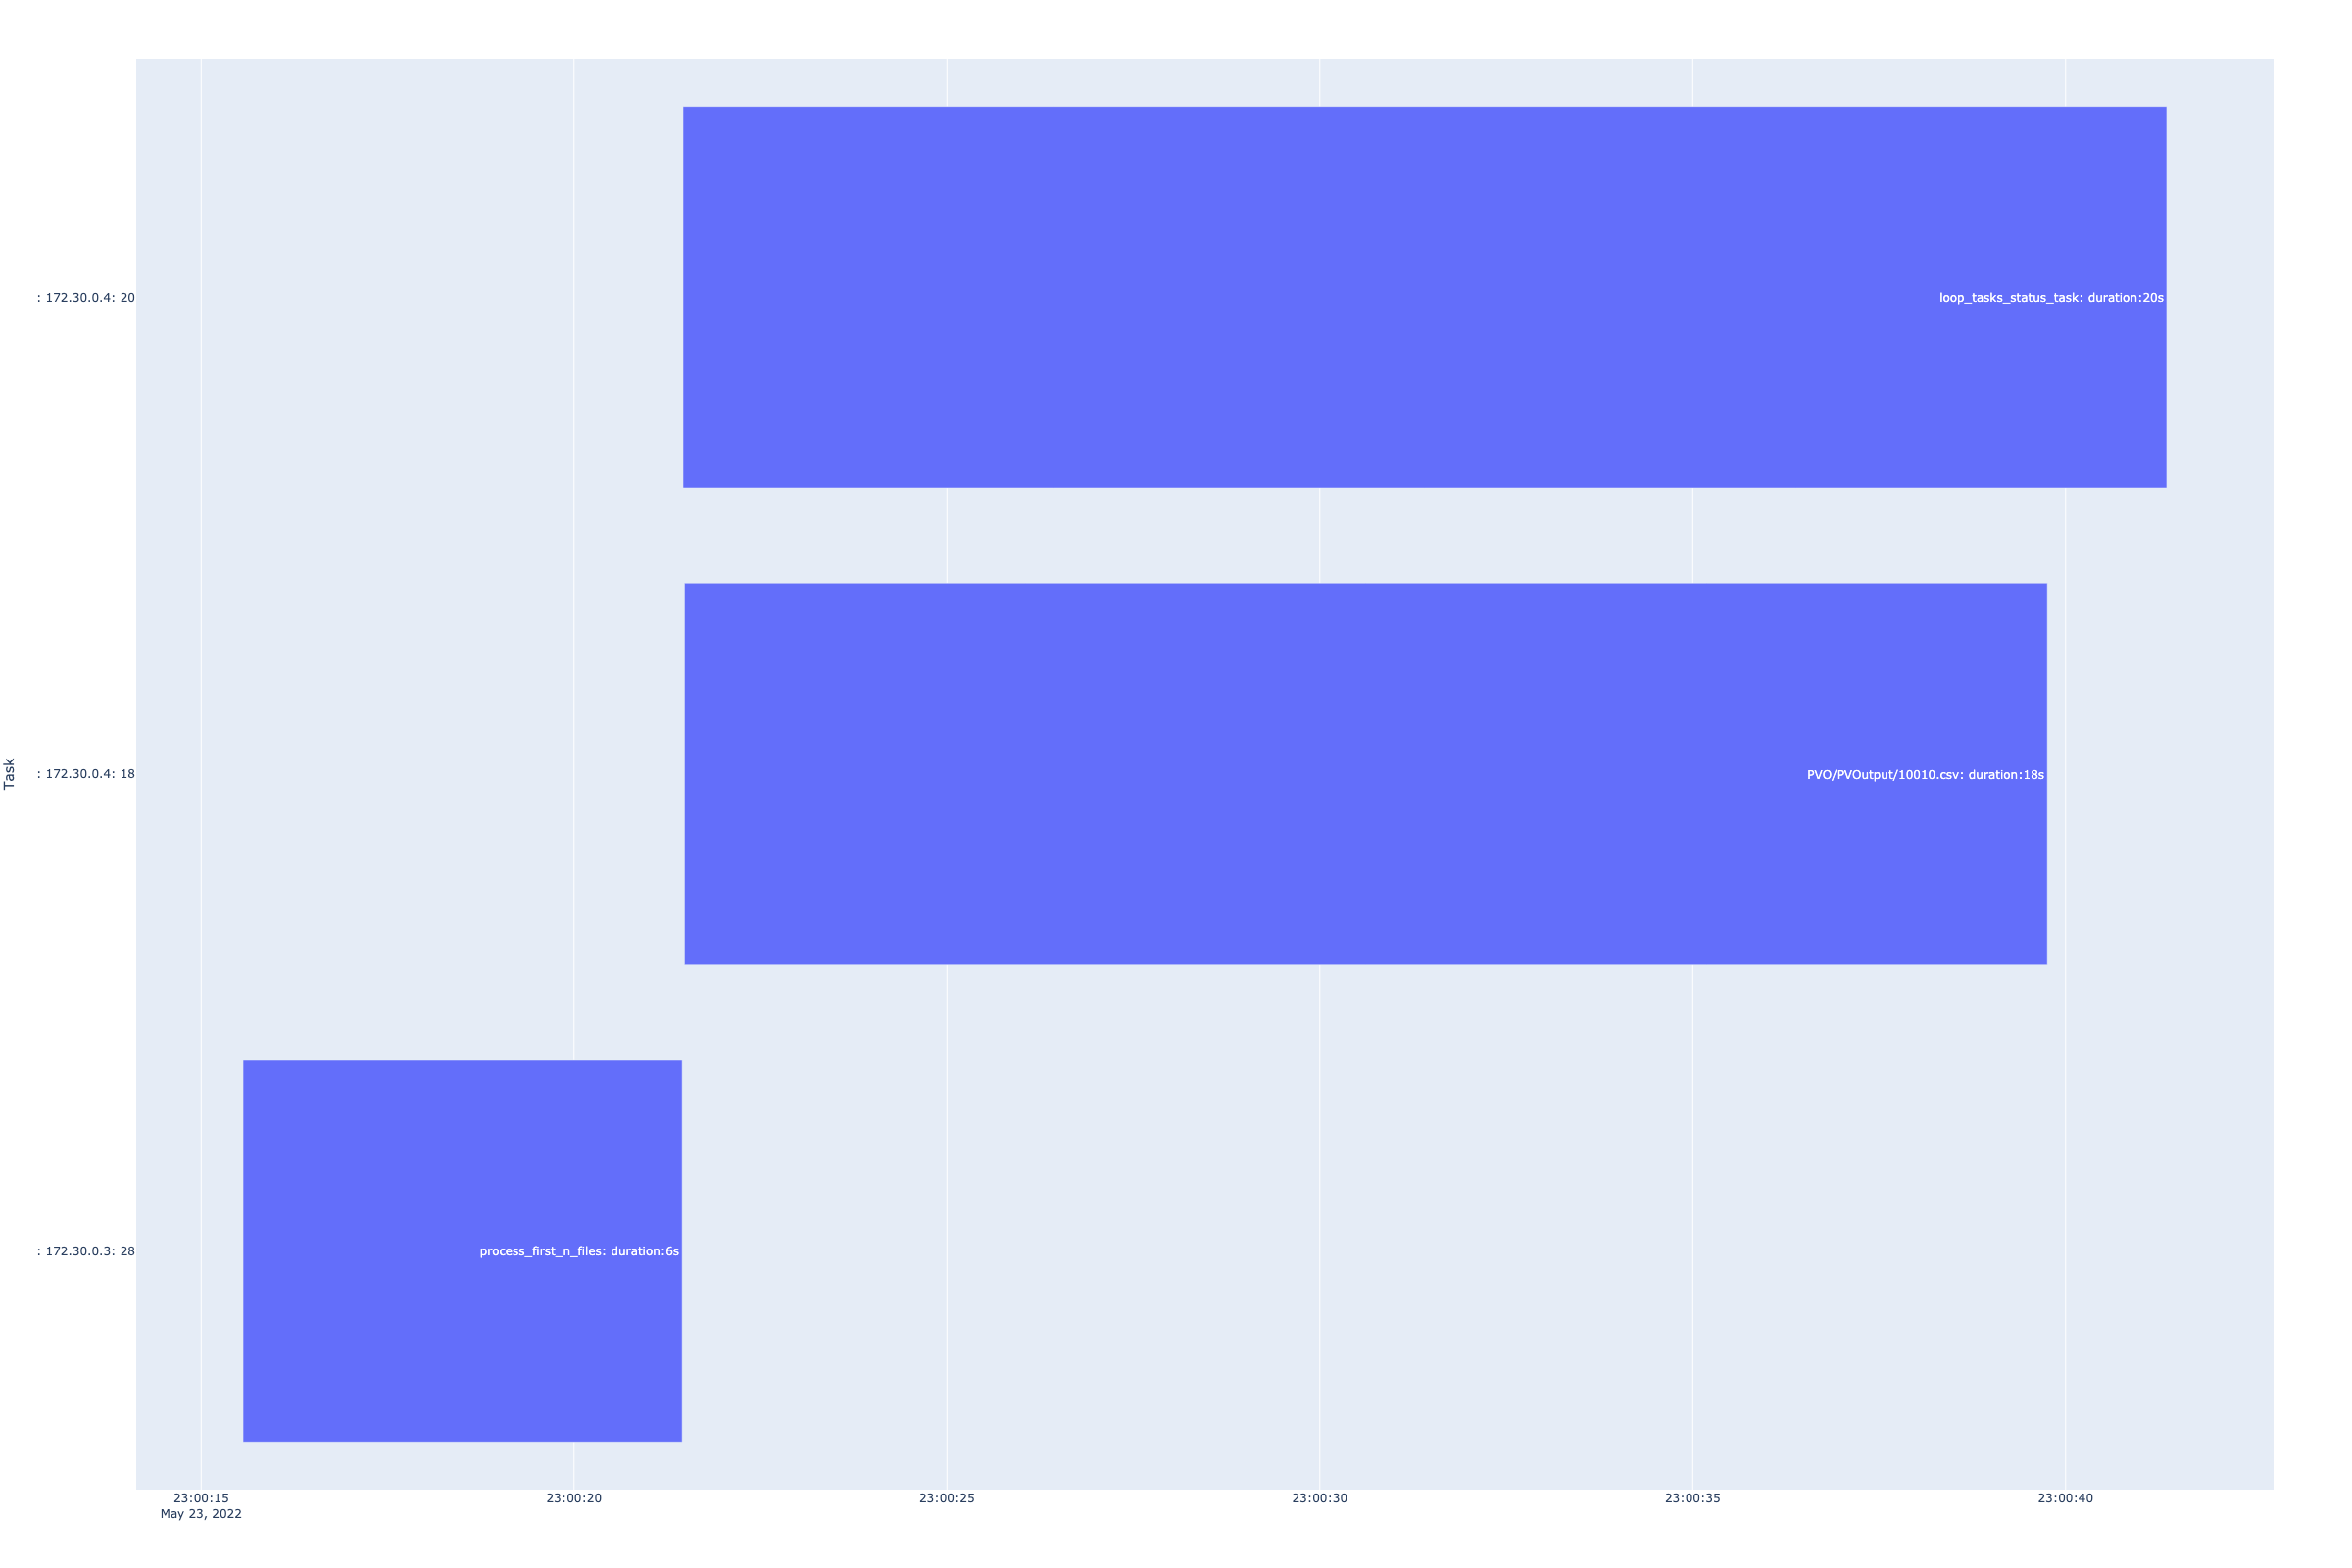 : 172.30.0.4: 20
loop_tasks_status_task: duration:20s
: 172.30.0.4: 18
PVO/PVOutput/10010.csv: duration:18s
Task
: 172.30.0.3: 28
process_first_n_files: duration:6s
23:00:15
May 23, 2022
23:00:20
23:00:25
23:00:30
23:00:35
23:00:40